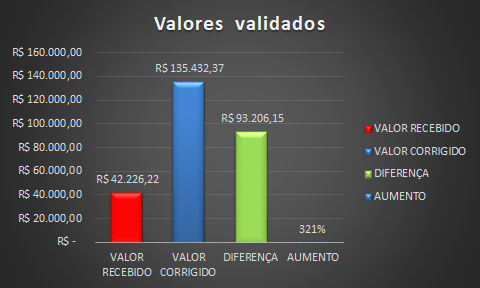 Valores validados
R$ 160.000,00
R$ 140.000,00
R$ 120.000,00
R$ 100.000,00
R$ 80.000,00
R$ 60.000,00
R$ 40.000,00
R$ 20.000,00
R$ -
R$ 42.226,22
R$ 135.432,37
R$ 93.206,15
321%
VALOR
RECEBIDO
VALOR
CORRIGIDO
DIFERENÇA
AUMENTO
VALOR RECEBIDO
VALOR CORRIGIDO
DIFERENÇA
AUMENTO